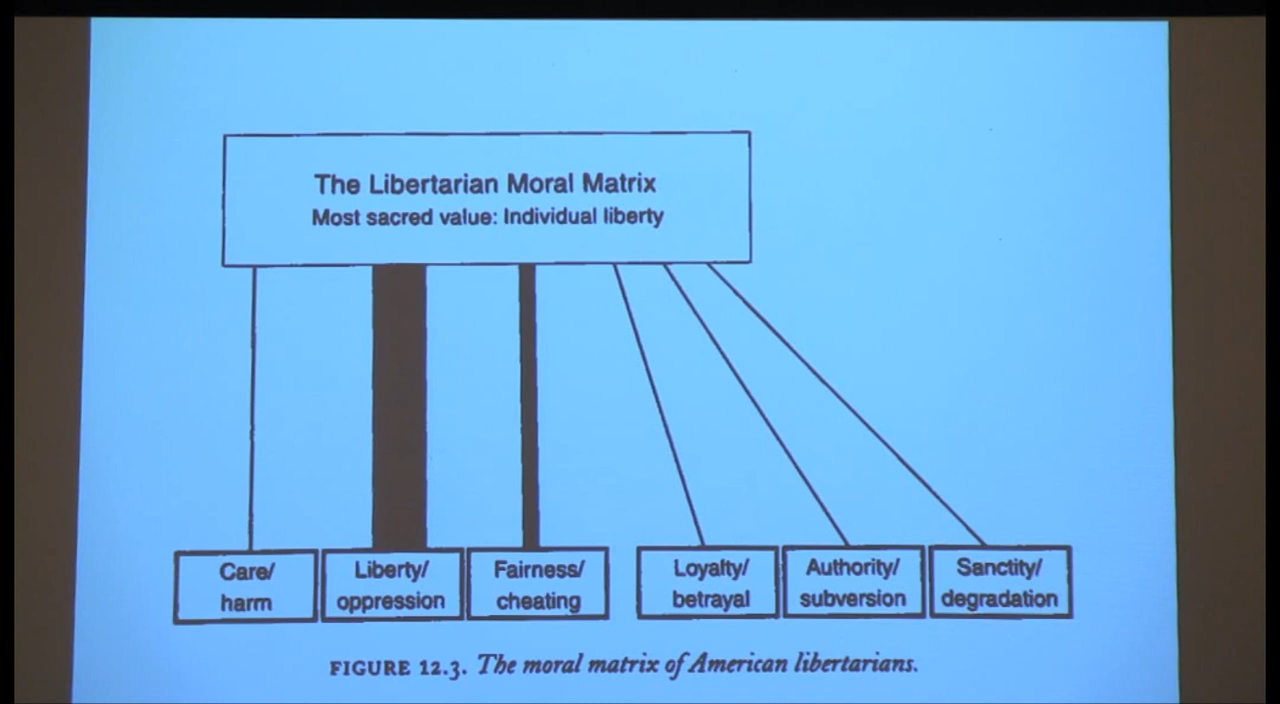 The Libertarian Moral Matrix
Most sacred value: Individual liberty
Care/
harm
Liberty/
oppression
Fairness/
cheating
Loyalty/
betrayal
Authority/
subversion
Sanctity/
degradation
FIGURE 12.3. The moral matrix of American libertarians.